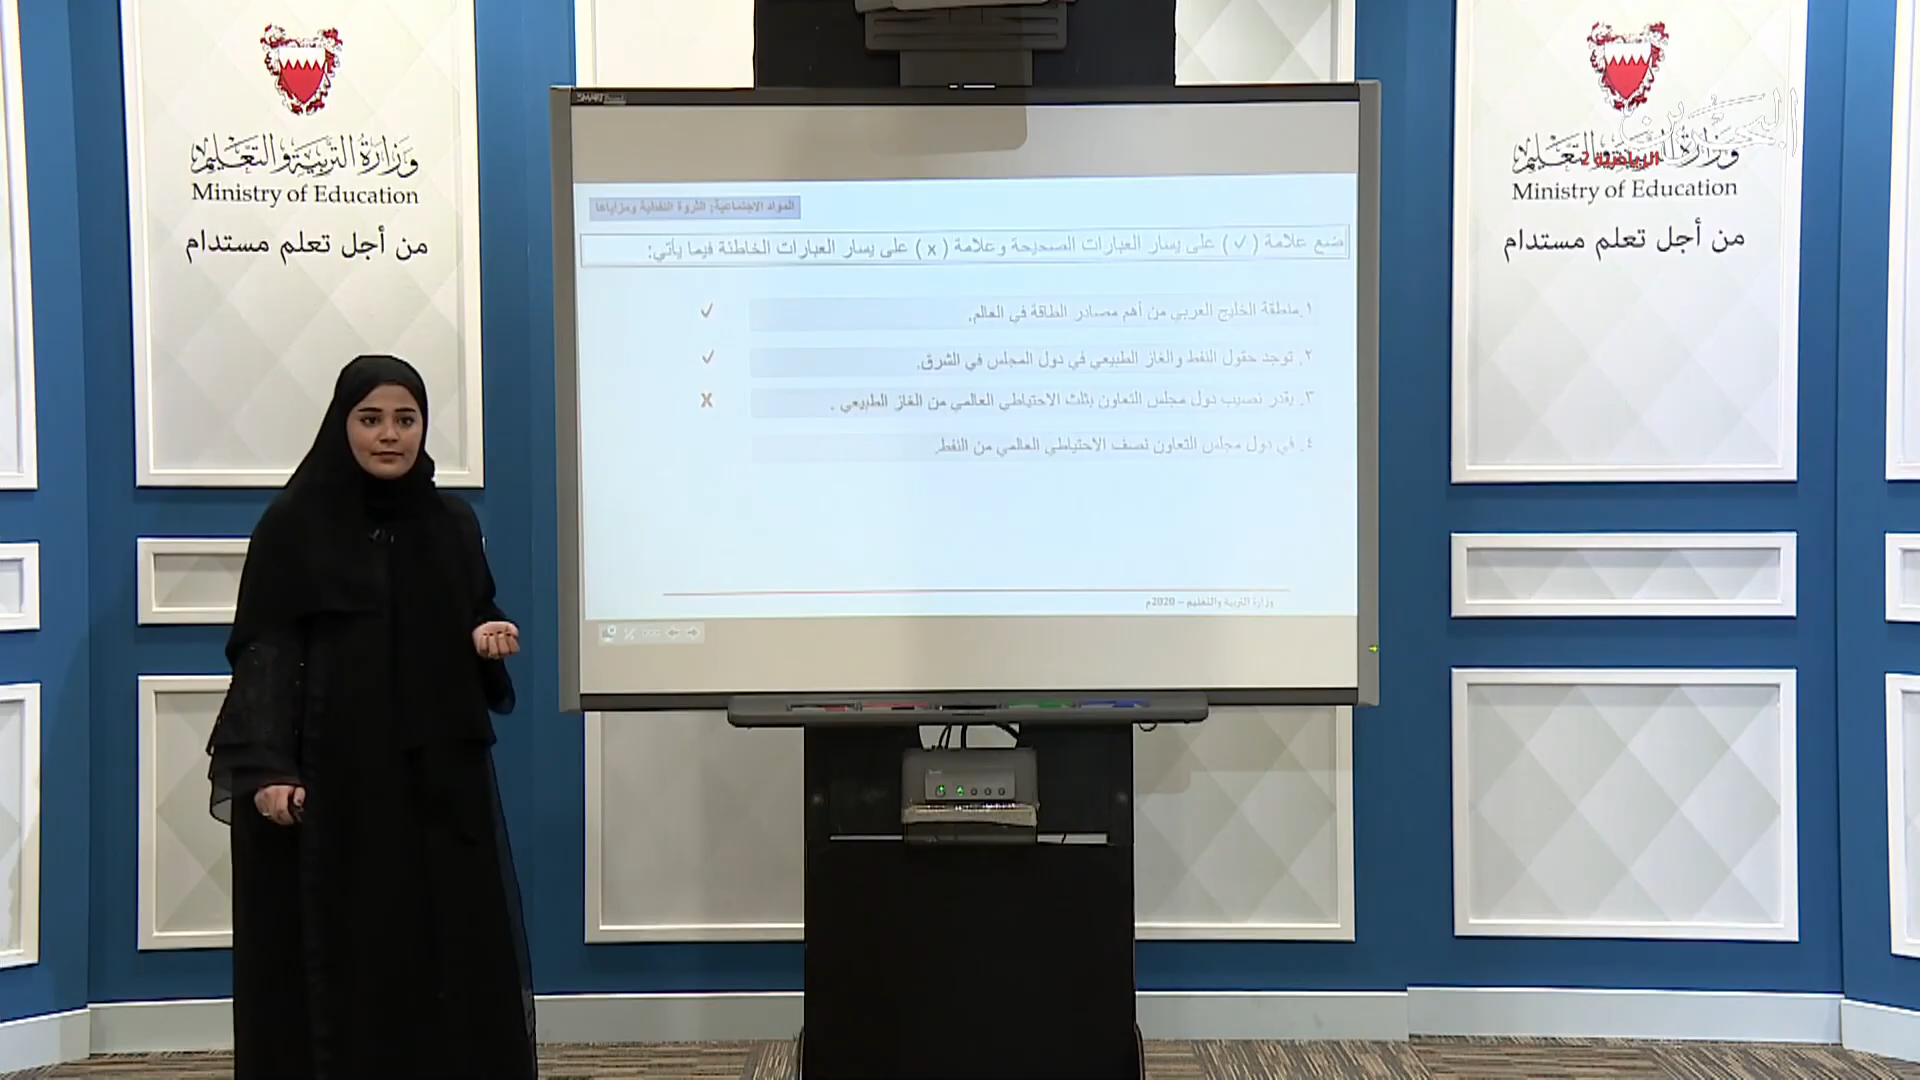 وزارة التربية والتعليم
Ministry of Education
من أجل تعلم مستدام
SMART
المواد الاجتماعية: الثروة النفطية ومزاياها
ضع علامة ( ✓ ) على يسار العبارات الصحيحة وعلامة ( x ) على يسار العبارات الخاطئة فيما يأتي:
١. منطقة الخليج العربي من أهم مصادر الطاقة في العالم. ✓
٢. توجد حقول النفط والغاز الطبيعي في دول المجلس في الشرق. ✓
٣. يقدر نصيب دول مجلس التعاون بثلث الاحتياطي العالمي من الغاز الطبيعي . X
٤. في دول مجلس التعاون نصف الاحتياطي العالمي من النفط.
وزارة التربية والتعليم – 2020م
البحرين
الرياضية 2
وزارة التربية والتعليم
Ministry of Education
من أجل تعلم مستدام